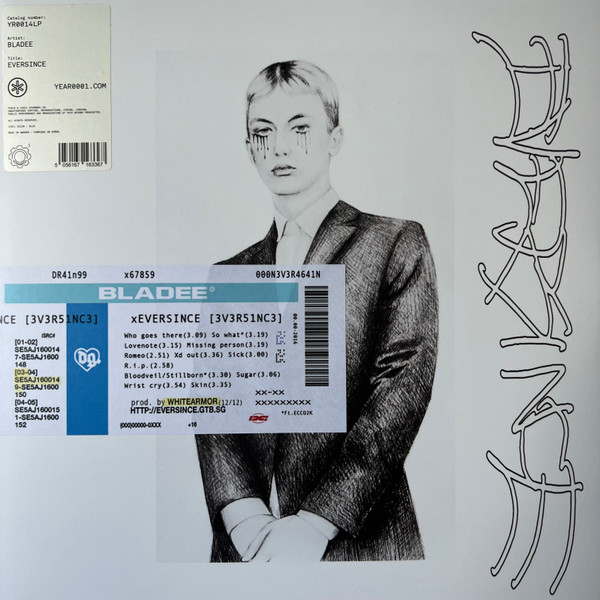 Catalog number:
YR0014LP
Artist:
BLADEE
Title:
EVERSINCE
YEAR0001.COM
5 056167 163367
EVERSINCE
DR41n99 x67859 000N3V3R4641N
BLADEE®
NCE [3V3R51NC3]
xEVERSINCE [3V3R51NC3]
ISRC#
[01-02]
SE5AJ160014
7-SE5AJ1600
148
[03-04]
SE5AJ160014
9-SE5AJ1600
150
[04-05]
SE5AJ160015
1-SE5AJ1600
152
DG
Who goes there(3.09) So what*(3.19)
Lovenote(3.15) Missing person(3.19)
Romeo(2.51) Xd out(3.36) Sick(3.00)
R.i.p.(2.58)
Bloodveil/Stillborn*(3.30) Sugar(3.06)
Wrist cry(3.54) Skin(3.35)
xx-xx
prod. by WHITEARMOR(12/12) xxxxxxxxxx
HTTP://EVERSINCE.GTB.SG
*Ft.ECCO2K
(000)00000-0XXX +16